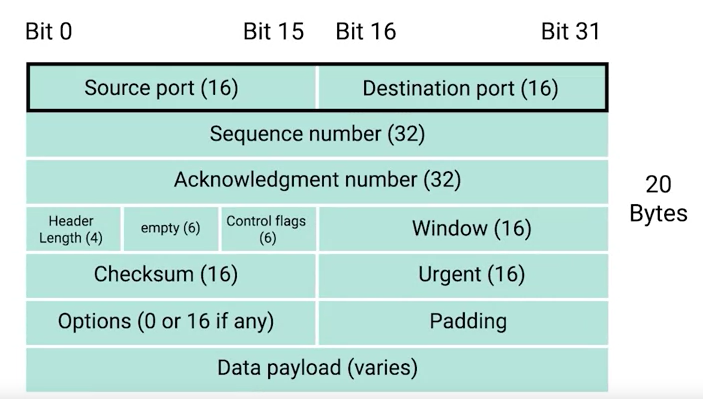 Bit 0 Bit 15 Bit 16 Bit 31
Source port (16) Destination port (16)
Sequence number (32)
Acknowledgment number (32)
Header
Length (4)
empty (6)
Control flags
(6)
Window (16)
Checksum (16) Urgent (16)
Options (0 or 16 if any) Padding
Data payload (varies)
20
Bytes